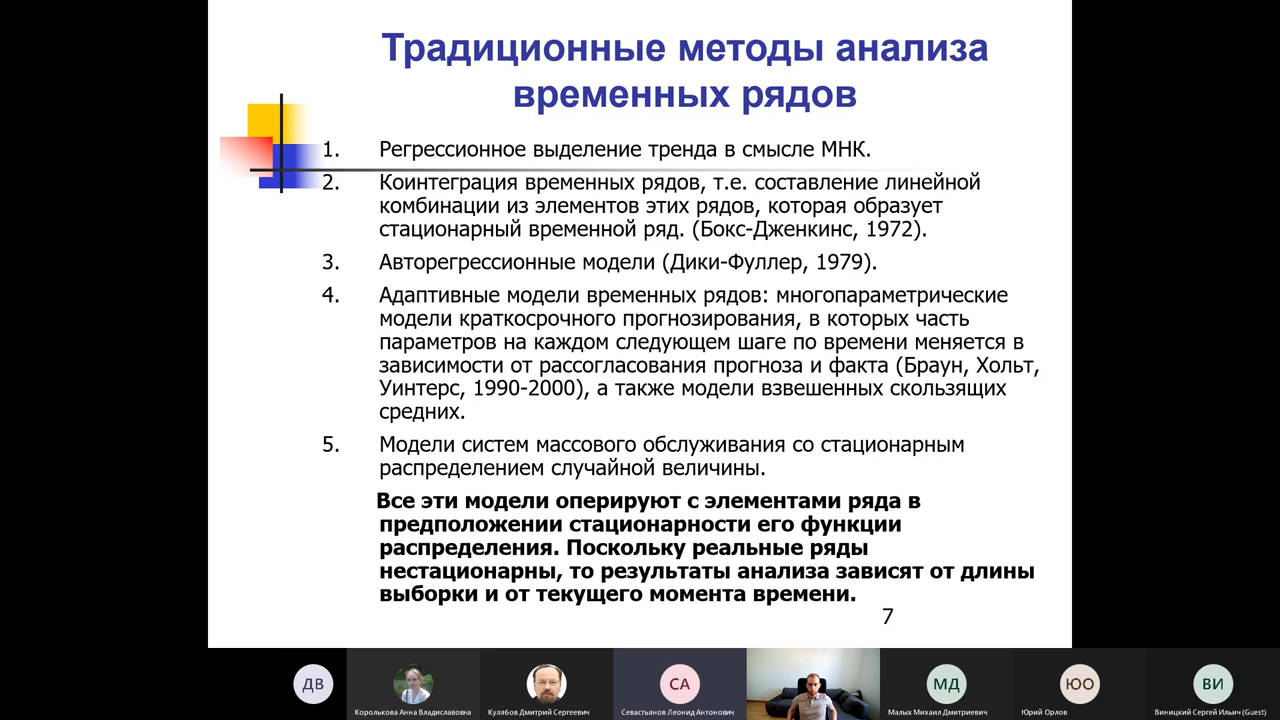 Традиционные методы анализа
временных рядов
1. Регрессионное выделение тренда в смысле МНК.
2. Коинтеграция временных рядов, т.е. составление линейной
комбинации из элементов этих рядов, которая образует
стационарный временной ряд. (Бокс-Дженкинс, 1972).
3. Авторегрессионные модели (Дики-Фуллер, 1979).
4. Адаптивные модели временных рядов: многопараметрические
модели краткосрочного прогнозирования, в которых часть
параметров на каждом следующем шаге по времени меняется в
зависимости от рассогласования прогноза и факта (Браун, Хольт,
Уинтерс, 1990-2000), а также модели взвешенных скользящих
средних.
5. Модели систем массового обслуживания со стационарным
распределением случайной величины.
Все эти модели оперируют с элементами ряда в
предположении стационарности его функции
распределения. Поскольку реальные ряды
нестационарны, то результаты анализа зависят от длины
выборки и от текущего момента времени.
7
ДВ СА МД ЮО ВИ
Королькова Анна Владиславовна Кулябов Дмитрий Сергеевич Севастьянов Леонид Антонович Малых Михаил Дмитриевич Юрий Орлов Виницкий Сергей Ильич (Guest)